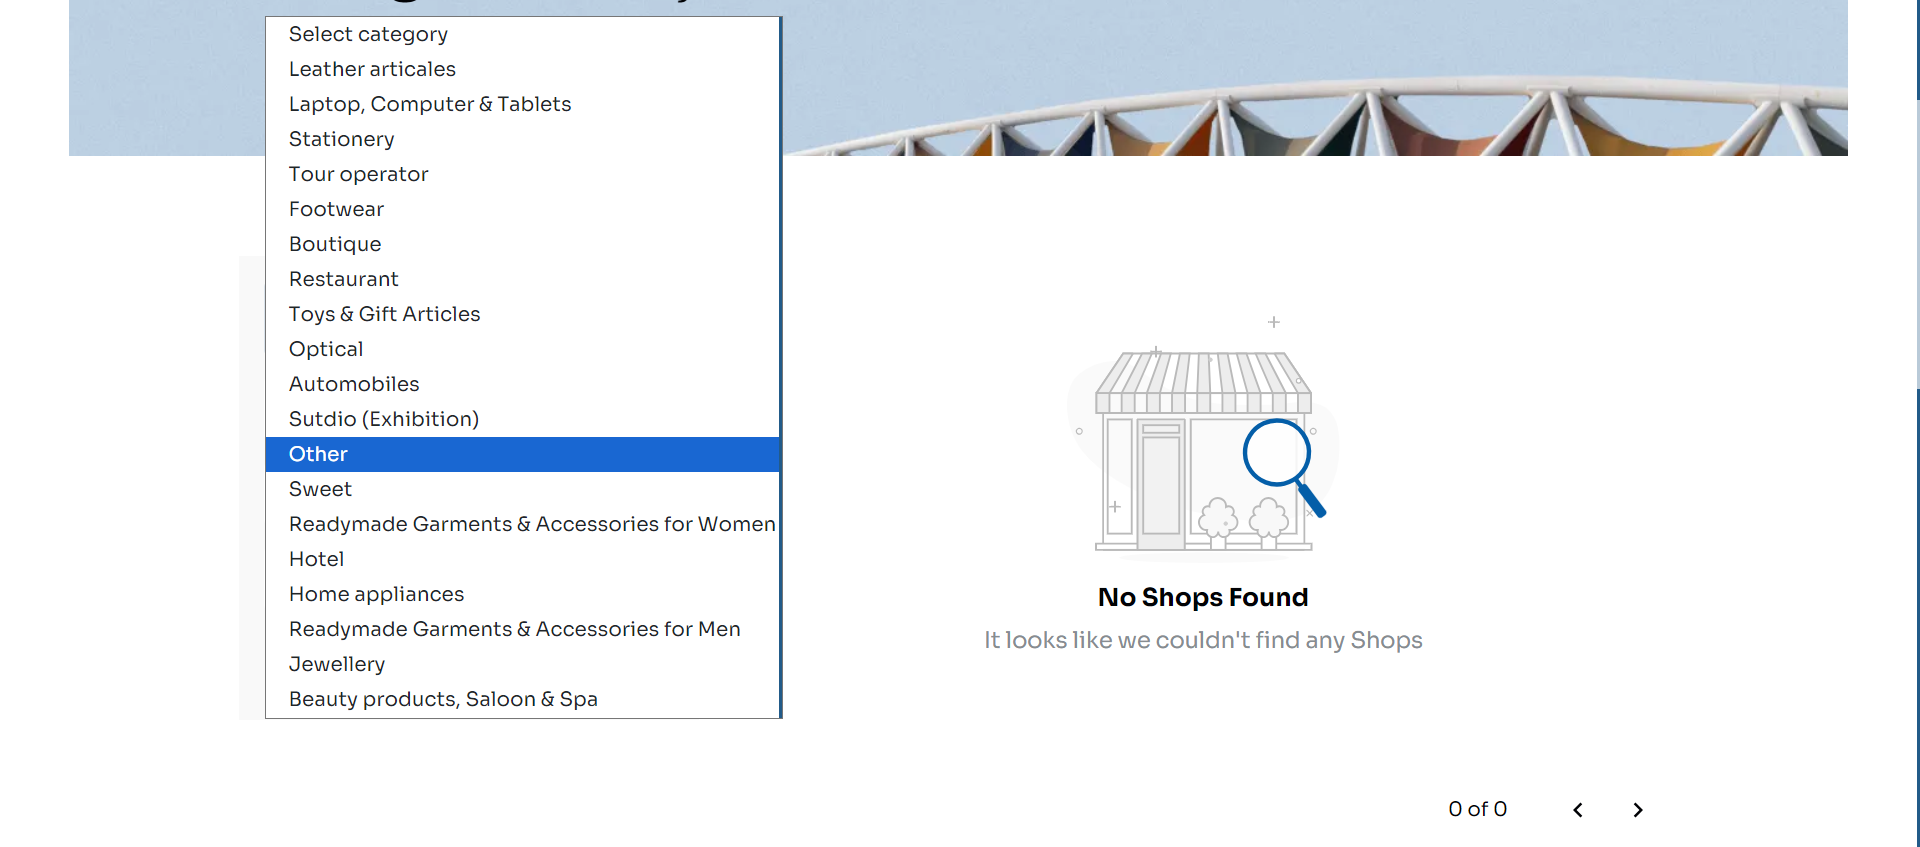 Select category
Leather articales
Laptop, Computer & Tablets
Stationery
Tour operator
Footwear
Boutique
Restaurant
Toys & Gift Articles
Optical
Automobiles
Sutdio (Exhibition)
Other
Sweet
Readymade Garments & Accessories for Women
Hotel
Home appliances
Readymade Garments & Accessories for Men
Jewellery
Beauty products, Saloon & Spa
No Shops Found
It looks like we couldn't find any Shops
0 of 0